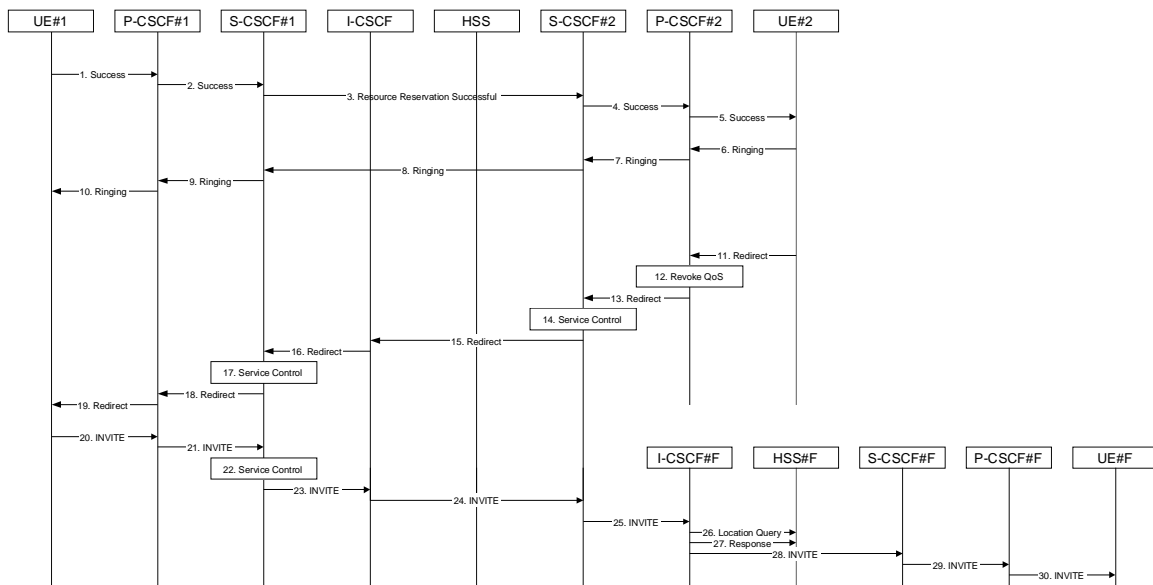 UE#1 P-CSCF#1 S-CSCF#1 I-CSCF HSS S-CSCF#2 P-CSCF#2 UE#2
1. Success
2. Success
3. Resource Reservation Successful
4. Success
5. Success
6. Ringing
7. Ringing
8. Ringing
9. Ringing
10. Ringing
11. Redirect
12. Revoke QoS
13. Redirect
14. Service Control
15. Redirect
16. Redirect
17. Service Control
18. Redirect
19. Redirect
20. INVITE
21. INVITE
I-CSCF#F HSS#F S-CSCF#F P-CSCF#F UE#F
22. Service Control
23. INVITE
24. INVITE
25. INVITE
26. Location Query
27. Response
28. INVITE
29. INVITE
30. INVITE